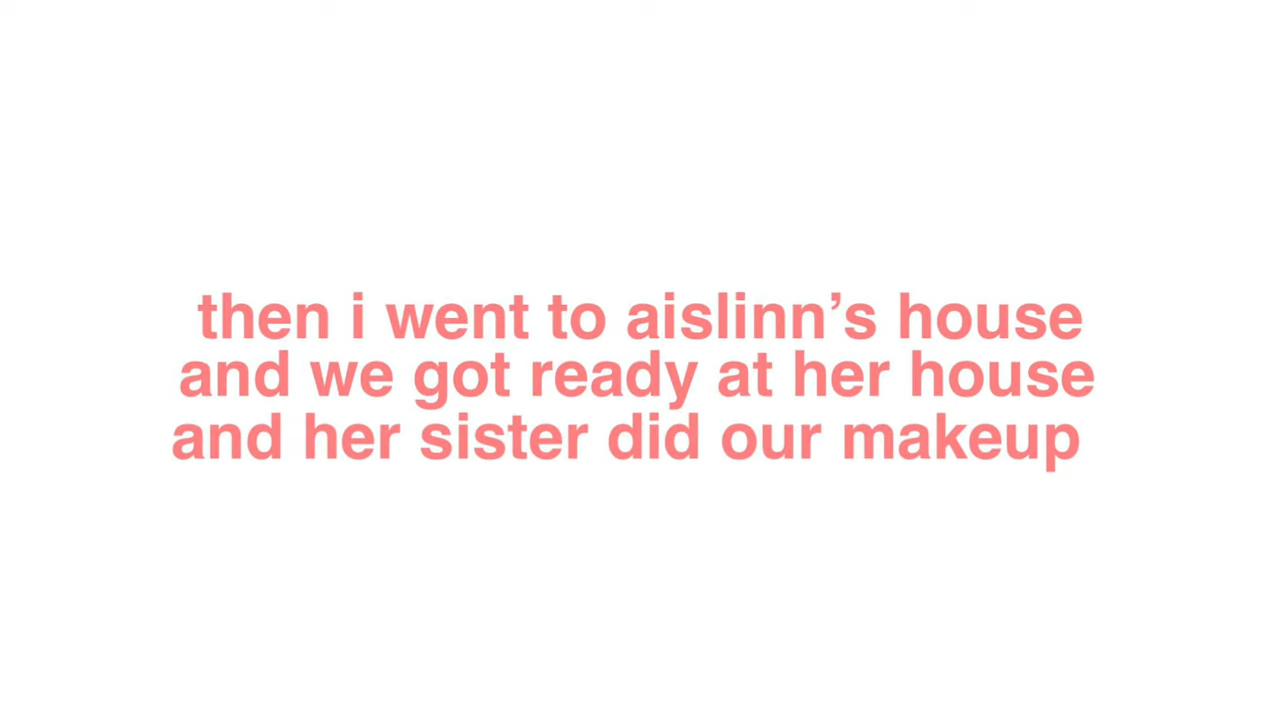 then i went to aislinn’s house
and we got ready at her house
and her sister did our makeup